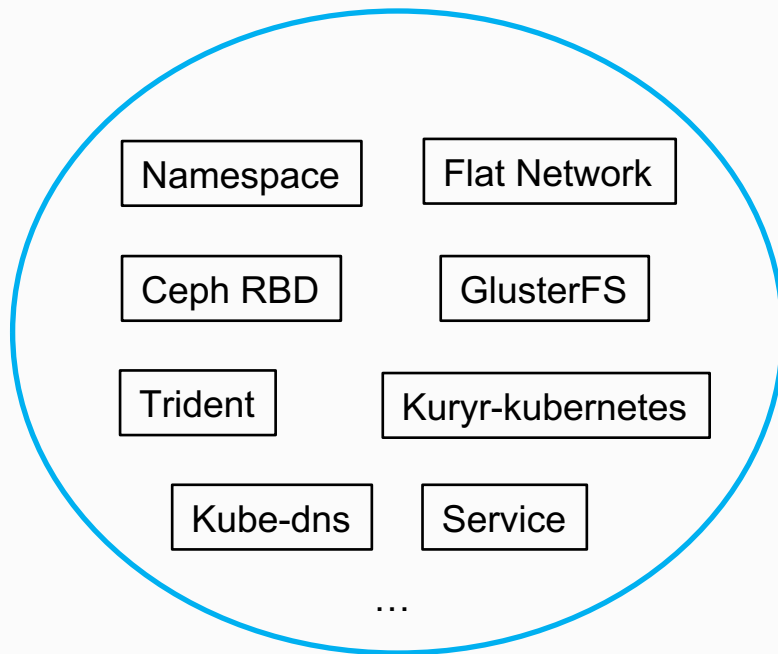 Namespace
Flat Network
Ceph RBD
GlusterFS
Trident
Kuryr-kubernetes
Kube-dns
Service
...